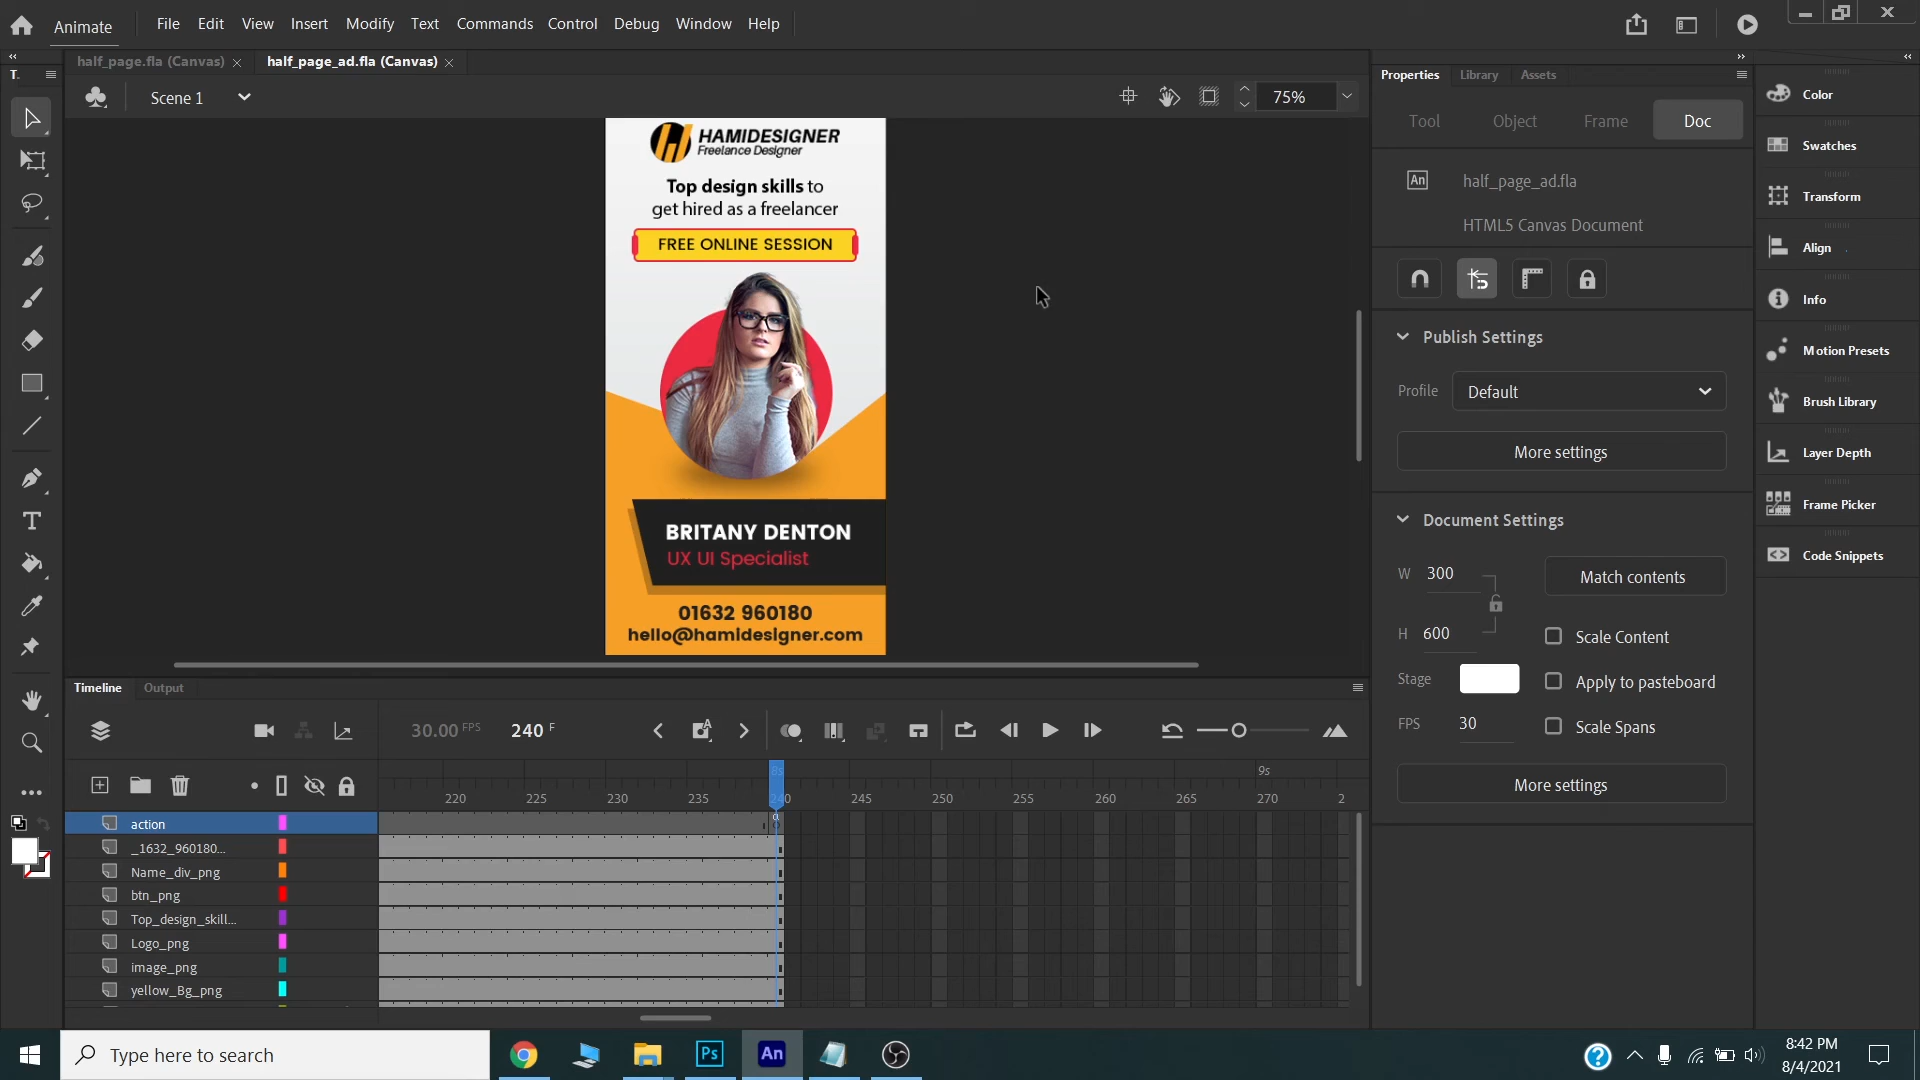 Animate
File Edit View Insert Modify Text Commands Control Debug Window Help
half_page.fla (Canvas)
half_page_ad.fla (Canvas)
T.
Scene 1
75%
HAMIDESIGNER
Freelance Designer
Top design skills to
get hired as a freelancer
FREE ONLINE SESSION
BRITANY DENTON
UX UI Specialist
01632 960180
hello@hamidesigner.com
Properties Library Assets
Tool Object Frame Doc
An half_page_ad.fla
HTML5 Canvas Document
Publish Settings
Profile Default
More settings
Document Settings
W 300
Match contents
H 600
Scale Content
Stage
Apply to pasteboard
FPS 30
Scale Spans
More settings
Color
Swatches
Transform
Align
Info
Motion Presets
Brush Library
Layer Depth
Frame Picker
Code Snippets
Timeline Output
30.00 FPS 240 F
8s 9s
220 225 230 235 240 245 250 255 260 265 270 2
action
_1632_960180...
Name_div_png
btn_png
Top_design_skill...
Logo_png
image_png
yellow_Bg_png
Type here to search
Ps
An
8:42 PM
8/4/2021